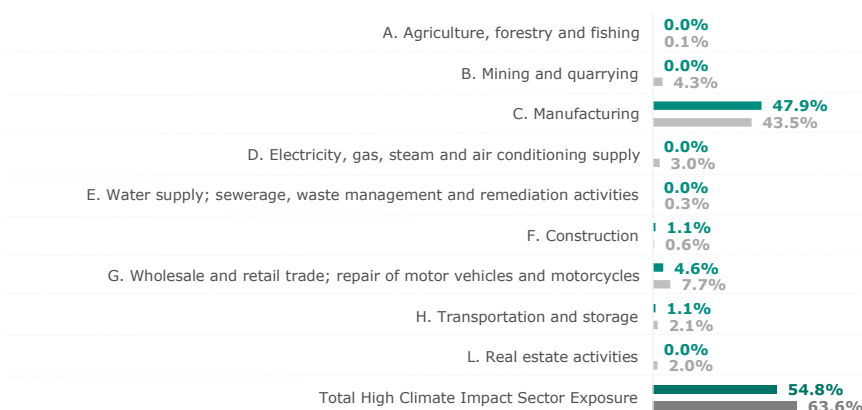 A. Agriculture, forestry and fishing
0.0%
0.1%
B. Mining and quarrying
0.0%
4.3%
C. Manufacturing
47.9%
43.5%
D. Electricity, gas, steam and air conditioning supply
0.0%
3.0%
E. Water supply; sewerage, waste management and remediation activities
0.0%
0.3%
F. Construction
1.1%
0.6%
G. Wholesale and retail trade; repair of motor vehicles and motorcycles
4.6%
7.7%
H. Transportation and storage
1.1%
2.1%
L. Real estate activities
0.0%
2.0%
Total High Climate Impact Sector Exposure
54.8%
63.6%